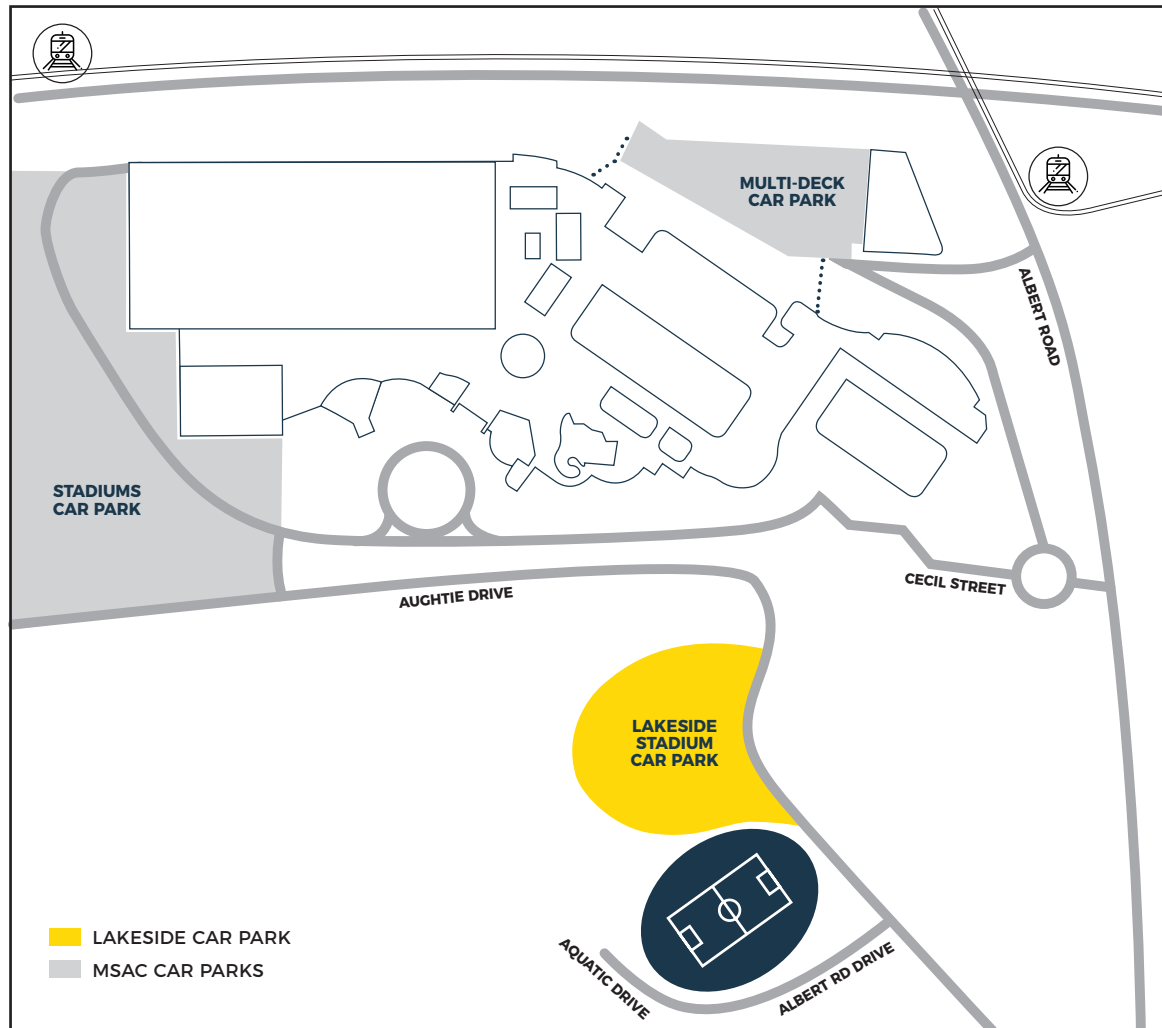 MULTI-DECK
CAR PARK
ALBERT ROAD
STADIUMS
CAR PARK
CECIL STREET
AUGHTIE DRIVE
LAKESIDE
STADIUM
CAR PARK
LAKESIDE CAR PARK
MSAC CAR PARKS
AQUATIC DRIVE
ALBERT RD DRIVE